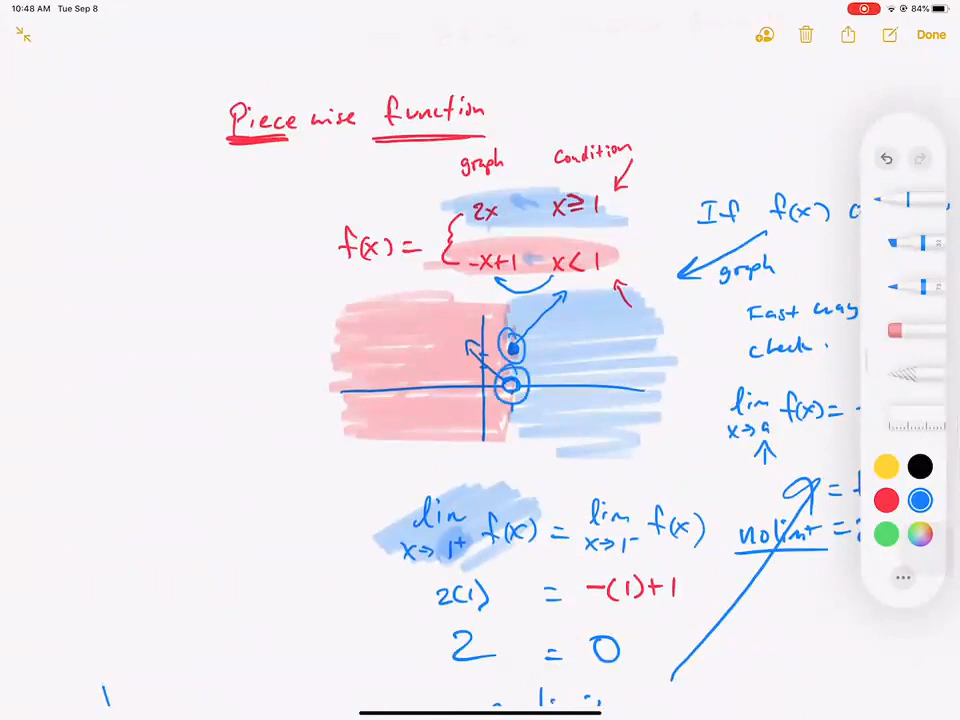 10:48 AM Tue Sep 8
84%
Done
Piecewise function
graph condition
2x x ≥ 1
f(x) = {
-x+1 x < 1
If f(x)
graph
Fast way
check.
lim f(x) =
x→a
lim f(x) = lim f(x)
x→1⁺ x→1⁻
no limit =
2(1) = -(1)+1
2 = 0